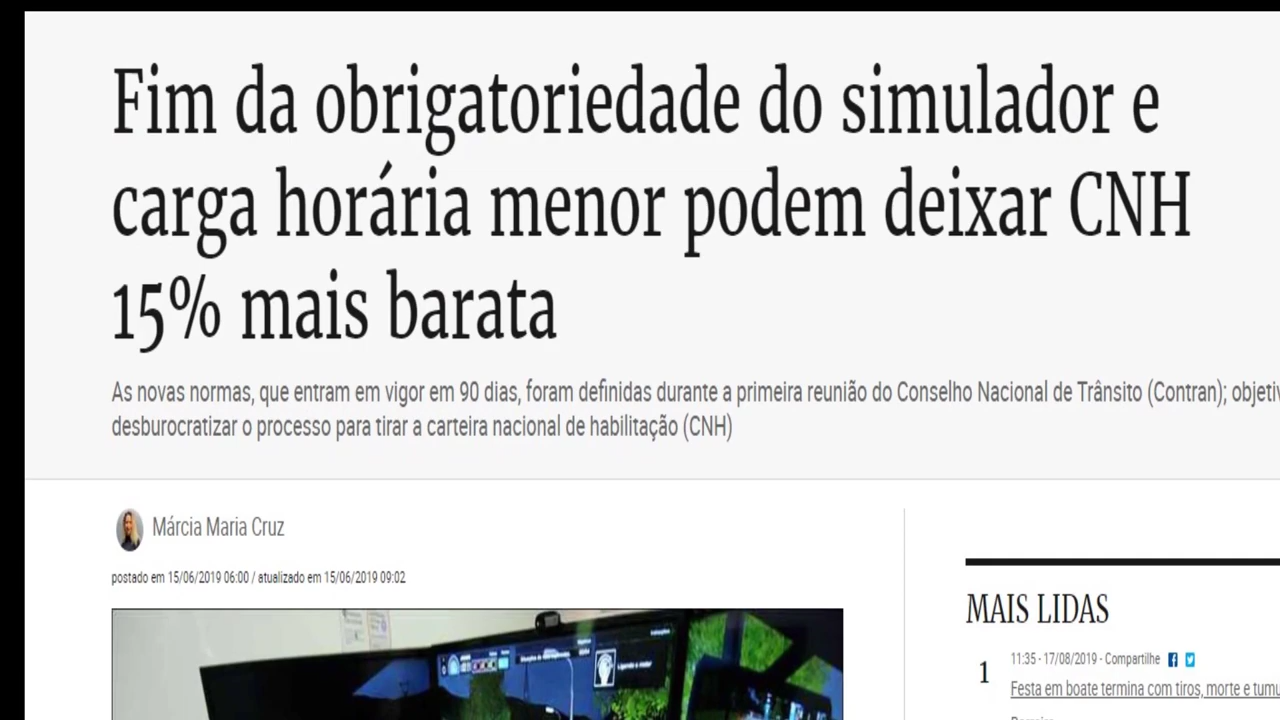 Fim da obrigatoriedade do simulador e
carga horária menor podem deixar CNH
15% mais barata
As novas normas, que entram em vigor em 90 dias, foram definidas durante a primeira reunião do Conselho Nacional de Trânsito (Contran);
desburocratizar o processo para tirar a carteira nacional de habilitação (CNH)
Márcia Maria Cruz
postado em 15/06/2019 06:00 / atualizado em 15/06/2019 09:02
MAIS LIDAS
1
11:35 - 17/08/2019 - Compartilhe
Festa em boate termina com tiros, morte e